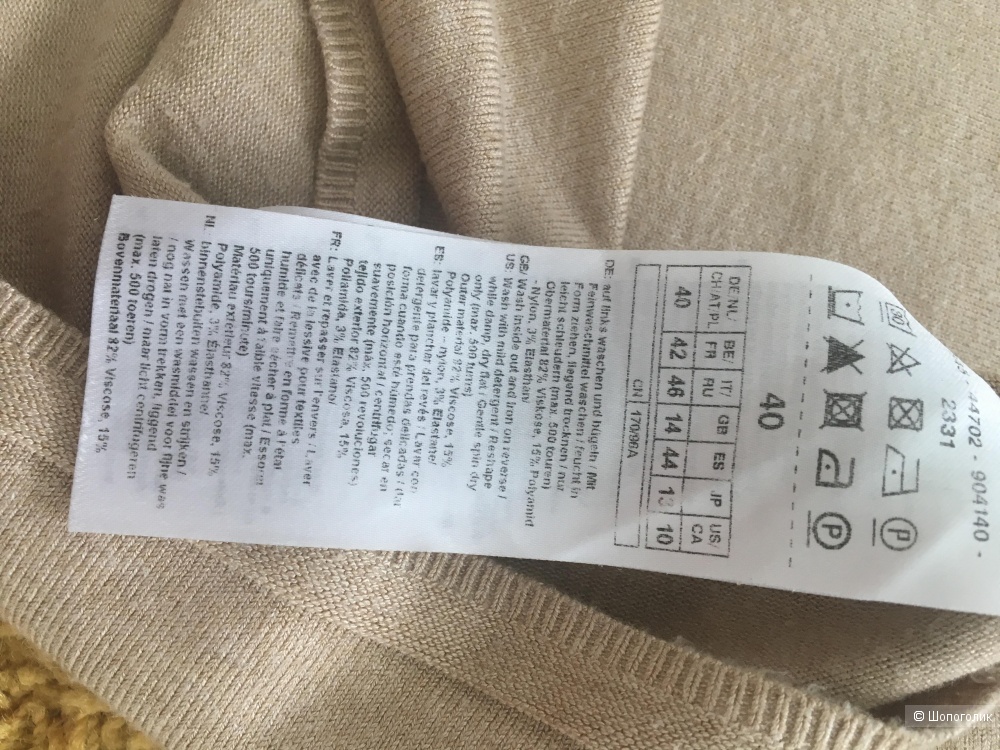 44702 - 904140 -
2331
40
DE/NL/ BE/ IT/ GB ES JP US/
CH/AT/PL FR RU CA
40 42 46 14 44 13 10
CN 170/96A
DE: auf links waschen und bügeln / Mit
Feinwaschmittel waschen / feucht in
Form ziehen, liegend trocknen / nur
leicht schleudern (max. 500 touren)
Obermaterial 82% Viskose, 15% Polyamid
- Nylon, 3% Elasthan/
GB/ Wash inside out and iron on reverse /
US: Wash with mild detergent / Reshape
while damp, dry flat / Gentle spin dry
only (max. 500 turns)
Outer material 82% Viscose, 15%
Polyamide - nylon, 3% Elastane/
ES: lavar y planchar del revés / Lavar con
detergente para prendas delicadas / dar
forma cuando está húmedo, secar en
posición horizontal / centrifugar
suavemente (máx. 500 revoluciones)
tejido exterior 82% Viscosa, 15%
Poliamida, 3% Elastano/
FR: Laver et repasser sur l'envers / Laver
avec de la lessive pour textiles
délicats / Remettre en forme à l'état
humide et faire sécher à plat / Essorer
uniquement à faible vitesse (max.
500 tours/minute)
Matériau extérieur 82% Viscose, 15%
Polyamide, 3% Élasthanne/
NL: binnenstebuiten wassen en strijken /
Wassen met een wasmiddel voor fijne was
/ nog nat in vorm trekken, liggend
laten drogen / maar licht centrifugeren
(max. 500 toeren)
Bovenmateriaal 82% Viscose, 15%
© Шопоголик